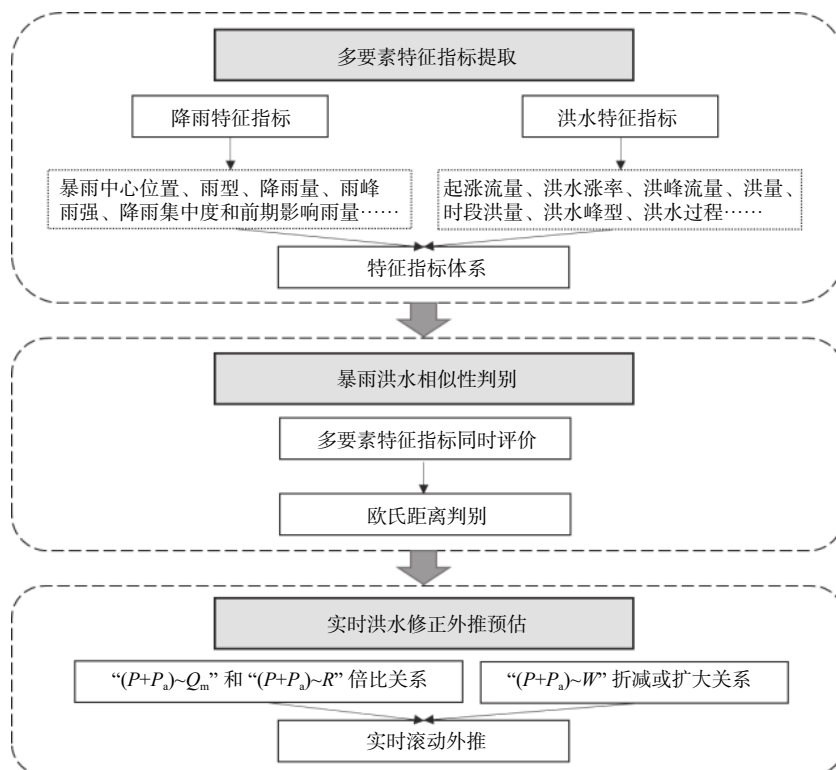 多要素特征指标提取
降雨特征指标
洪水特征指标
暴雨中心位置、雨型、降雨量、雨峰
雨强、降雨集中度和前期影响雨量……
起涨流量、洪水涨率、洪峰流量、洪量、
时段洪量、洪水峰型、洪水过程……
特征指标体系
暴雨洪水相似性判别
多要素特征指标同时评价
欧氏距离判别
实时洪水修正外推预估
“(P+Pa)~Qm” 和 “(P+Pa)~R” 倍比关系
“(P+Pa)~W” 折减或扩大关系
实时滚动外推